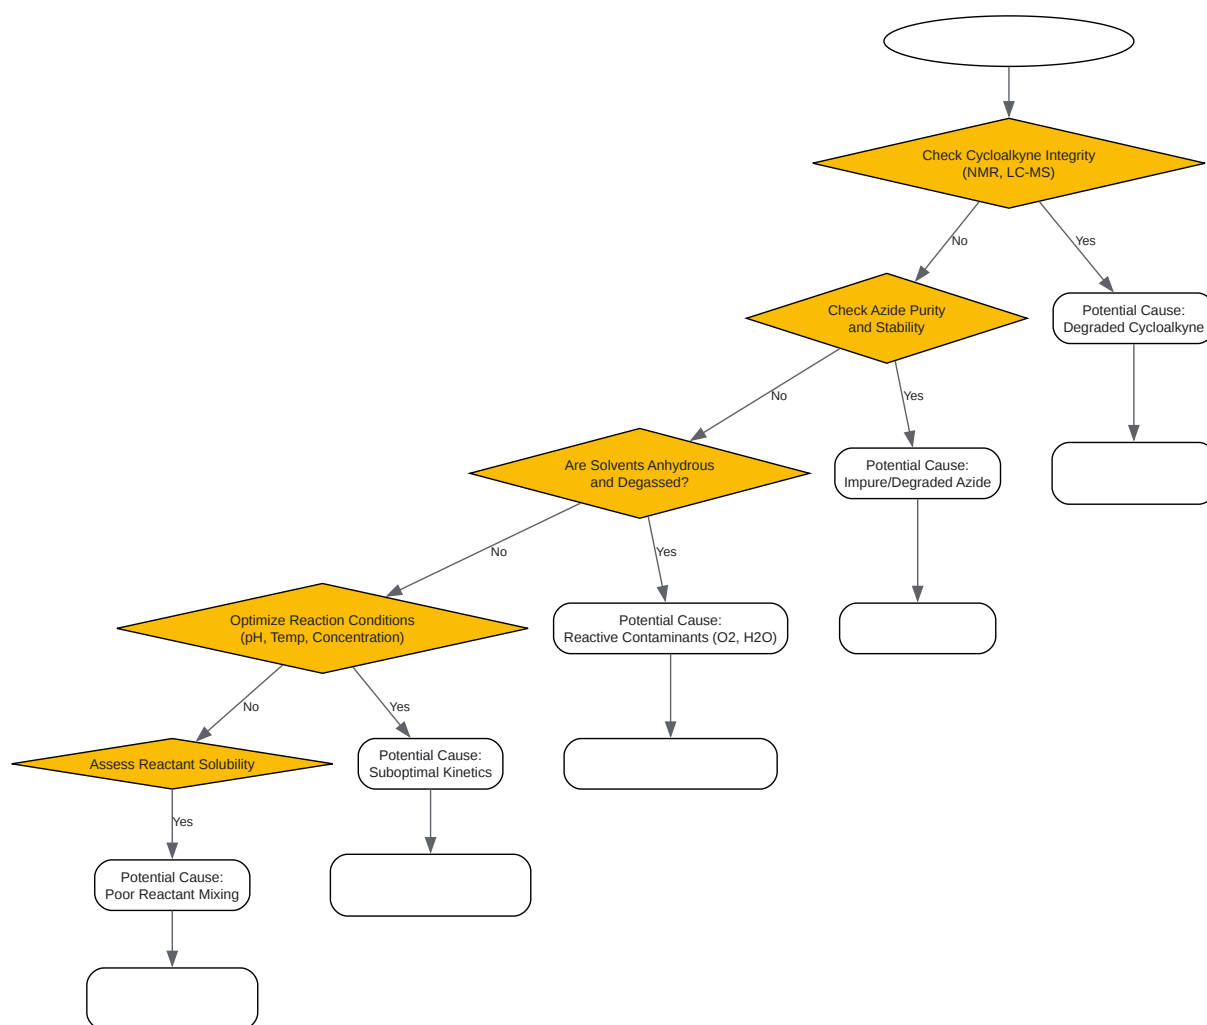 Check Cycloalkyne Integrity
(NMR, LC-MS)
No
Yes
Check Azide Purity
and Stability
Potential Cause:
Degraded Cycloalkyne
No
Yes
Are Solvents Anhydrous
and Degassed?
Potential Cause:
Impure/Degraded Azide
No
Yes
Optimize Reaction Conditions
(pH, Temp, Concentration)
Potential Cause:
Reactive Contaminants (O2, H2O)
No
Yes
Assess Reactant Solubility
Potential Cause:
Suboptimal Kinetics
Yes
Potential Cause:
Poor Reactant Mixing